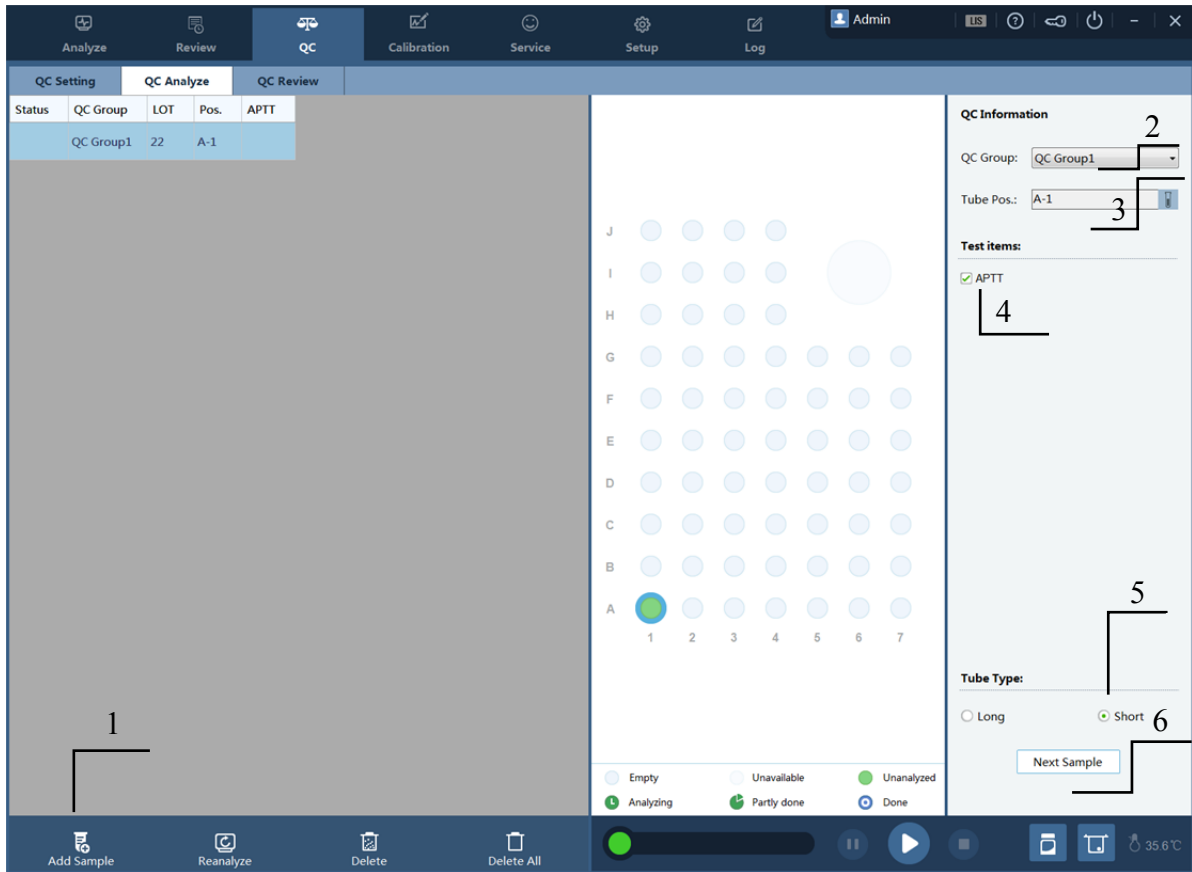 Analyze Review QC Calibration Service Setup Log Admin LIS
QC Setting QC Analyze QC Review
Status QC Group LOT Pos. APTT
QC Group1 22 A-1
QC Information
2
QC Group: QC Group1
Tube Pos.: A-1
3
Test items:
APTT
4
J
I
H
G
F
E
D
C
B
A
1 2 3 4 5 6 7
5
Tube Type:
Long Short
6
Next Sample
1
Empty Unavailable Unanalyzed
Analyzing Partly done Done
Add Sample Reanalyze Delete Delete All
35.6℃